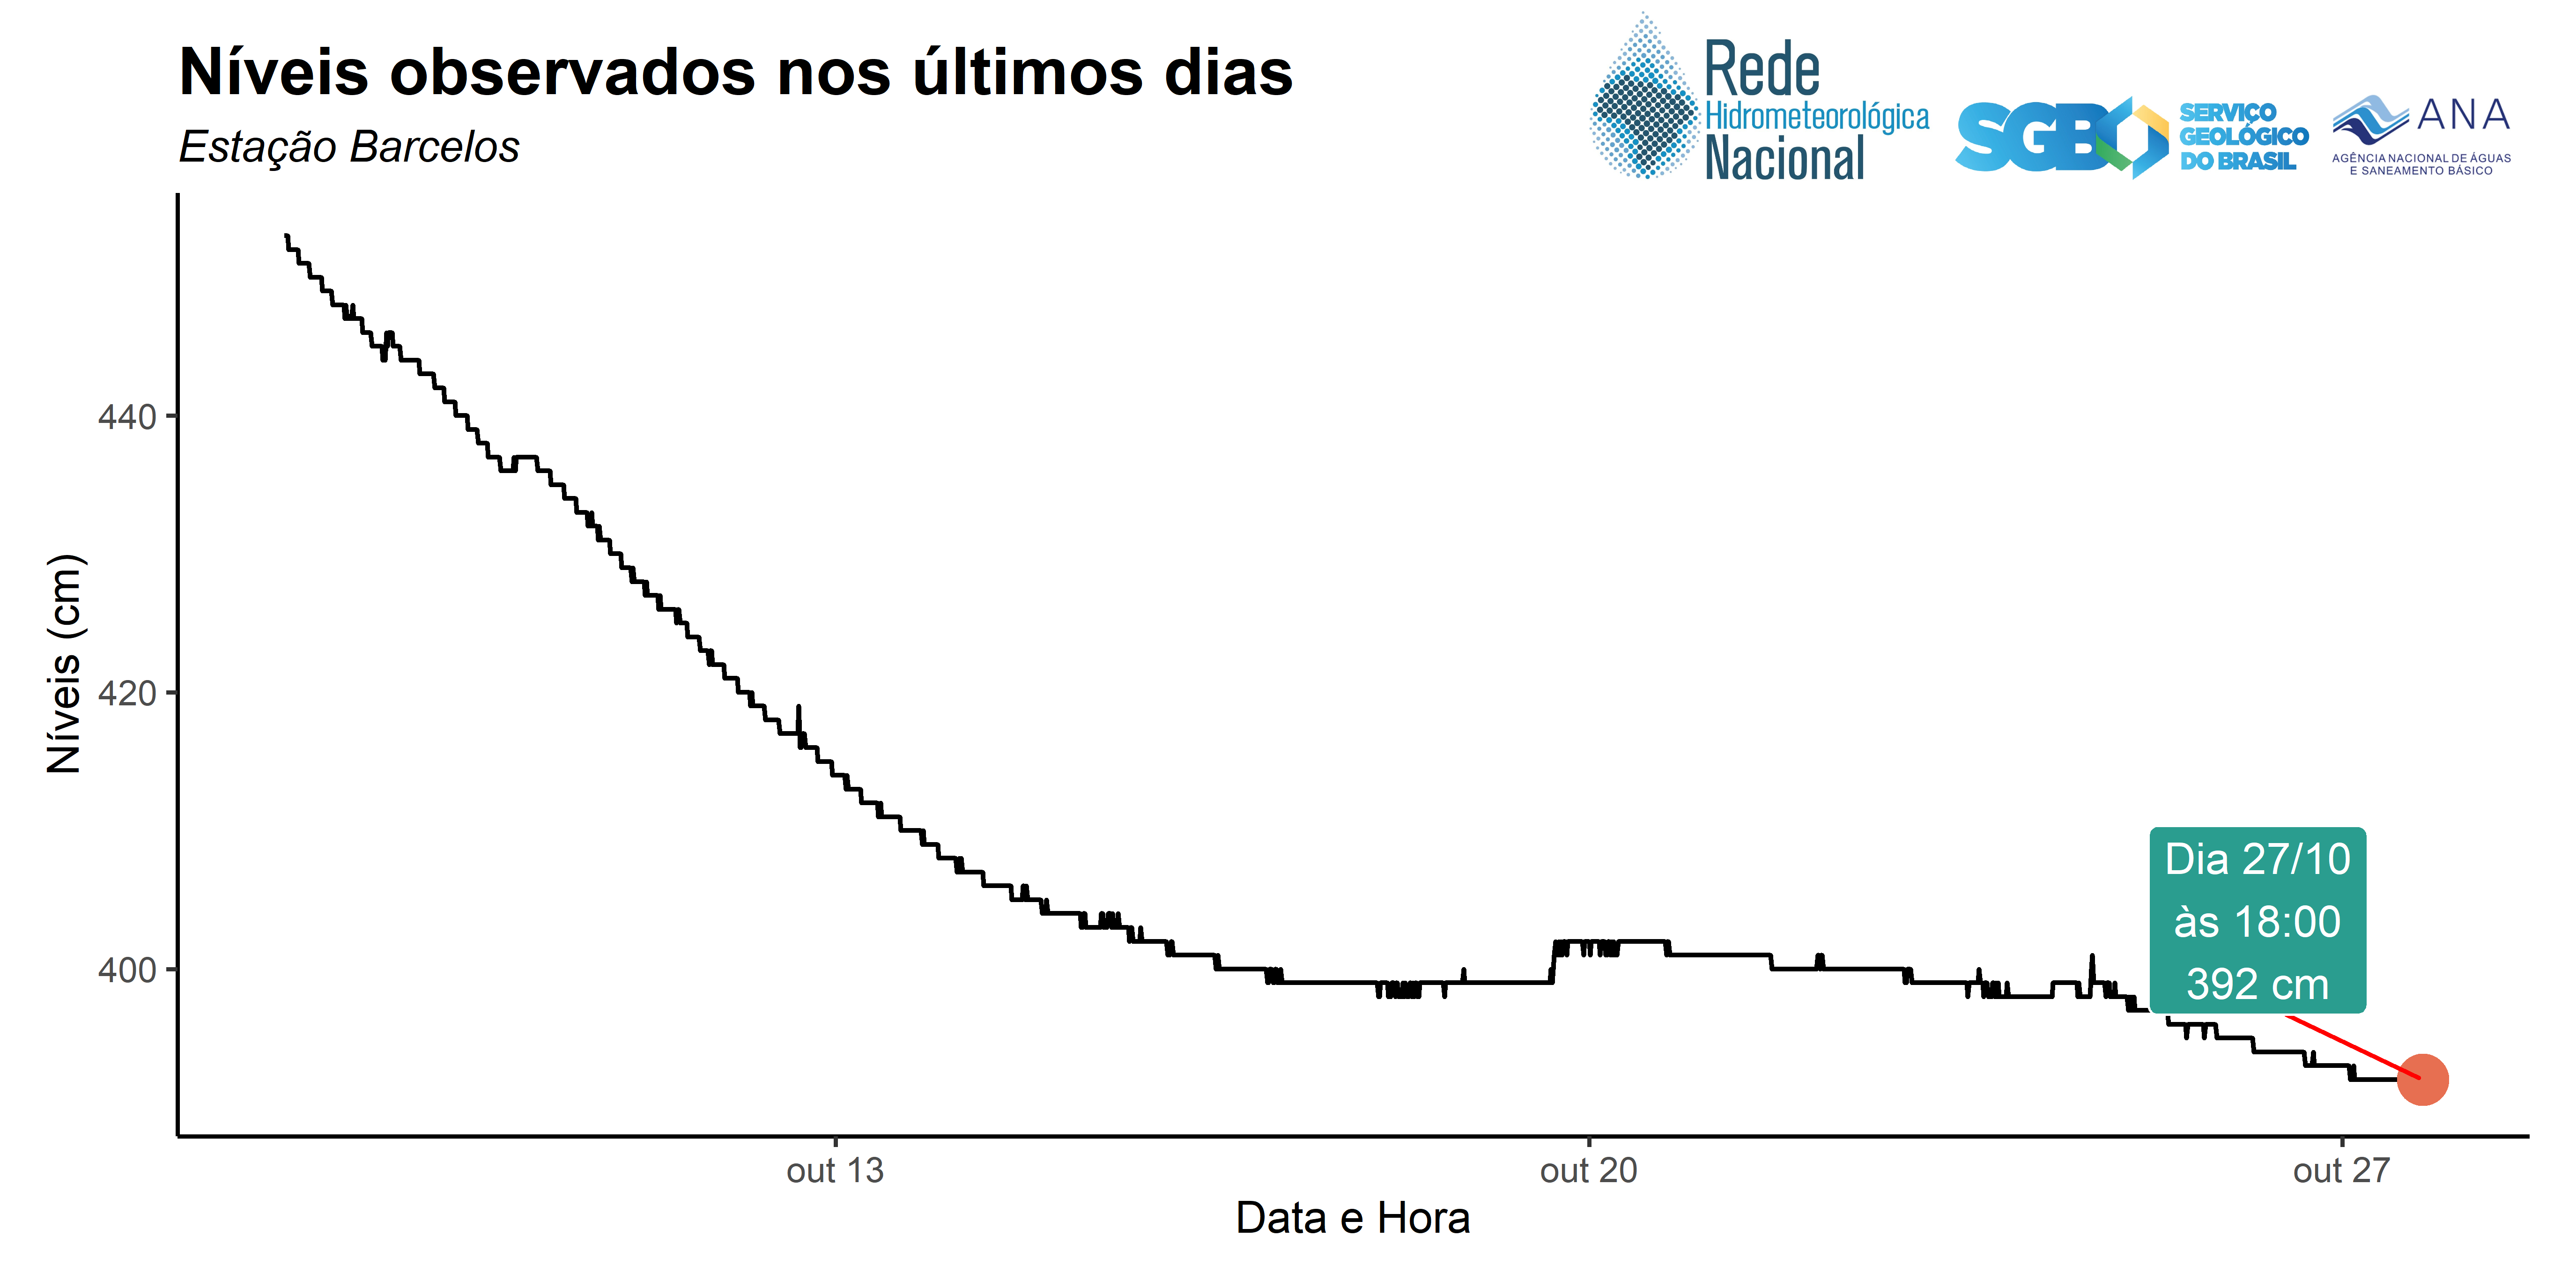 Níveis observados nos últimos dias
Estação Barcelos
Rede
Hidrometeorológica
Nacional
SGB
SERVIÇO
GEOLÓGICO
DO BRASIL
ANA
AGÊNCIA NACIONAL DE ÁGUAS
E SANEAMENTO BÁSICO
Níveis (cm)
440
420
400
Dia 27/10
às 18:00
392 cm
out 13
out 20
out 27
Data e Hora